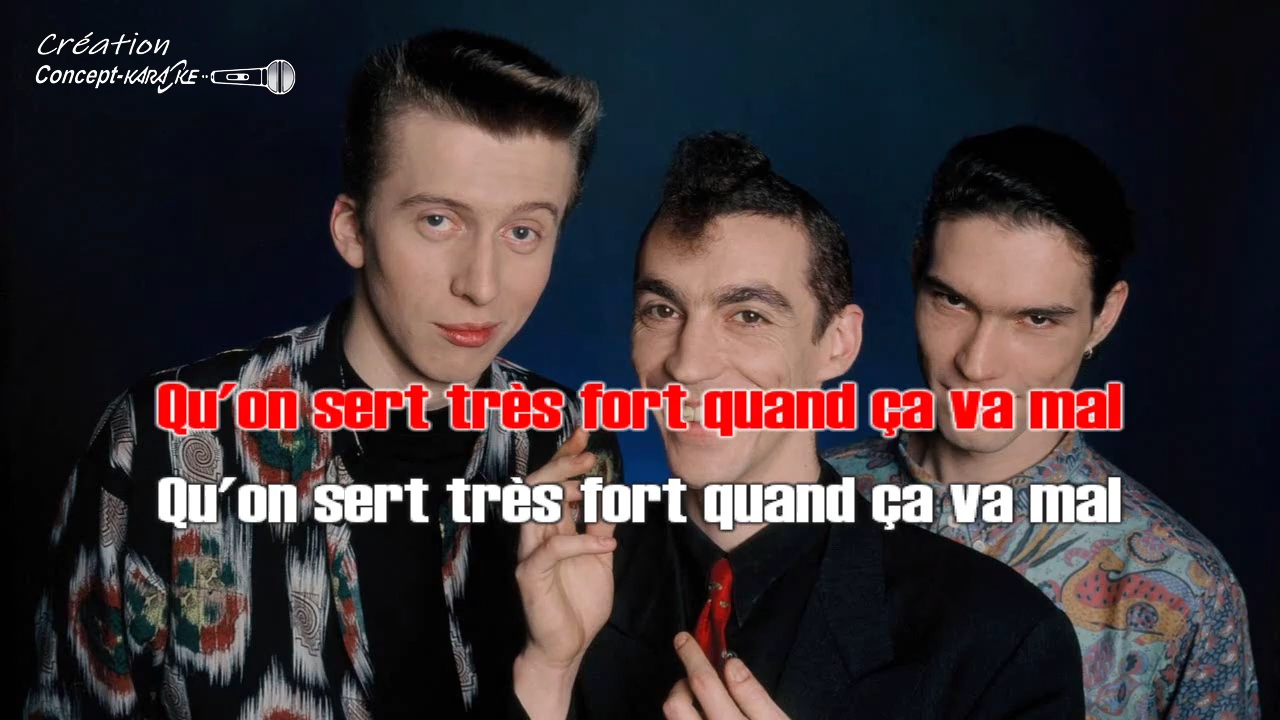 Création
Concept-KARAOKE
Qu'on sert très fort quand ça va mal
Qu'on sert très fort quand ça va mal